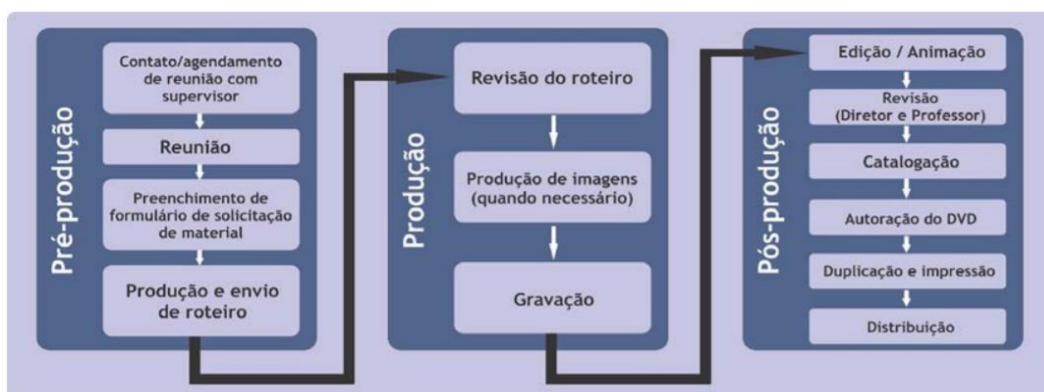 Pré-produção
Contato/agendamento
de reunião com
supervisor
Reunião
Preenchimento de
formulário de solicitação
de material
Produção e envio
de roteiro
Produção
Revisão do roteiro
Produção de imagens
(quando necessário)
Gravação
Pós-produção
Edição / Animação
Revisão
(Diretor e Professor)
Catalogação
Autoração do DVD
Duplicação e impressão
Distribuição